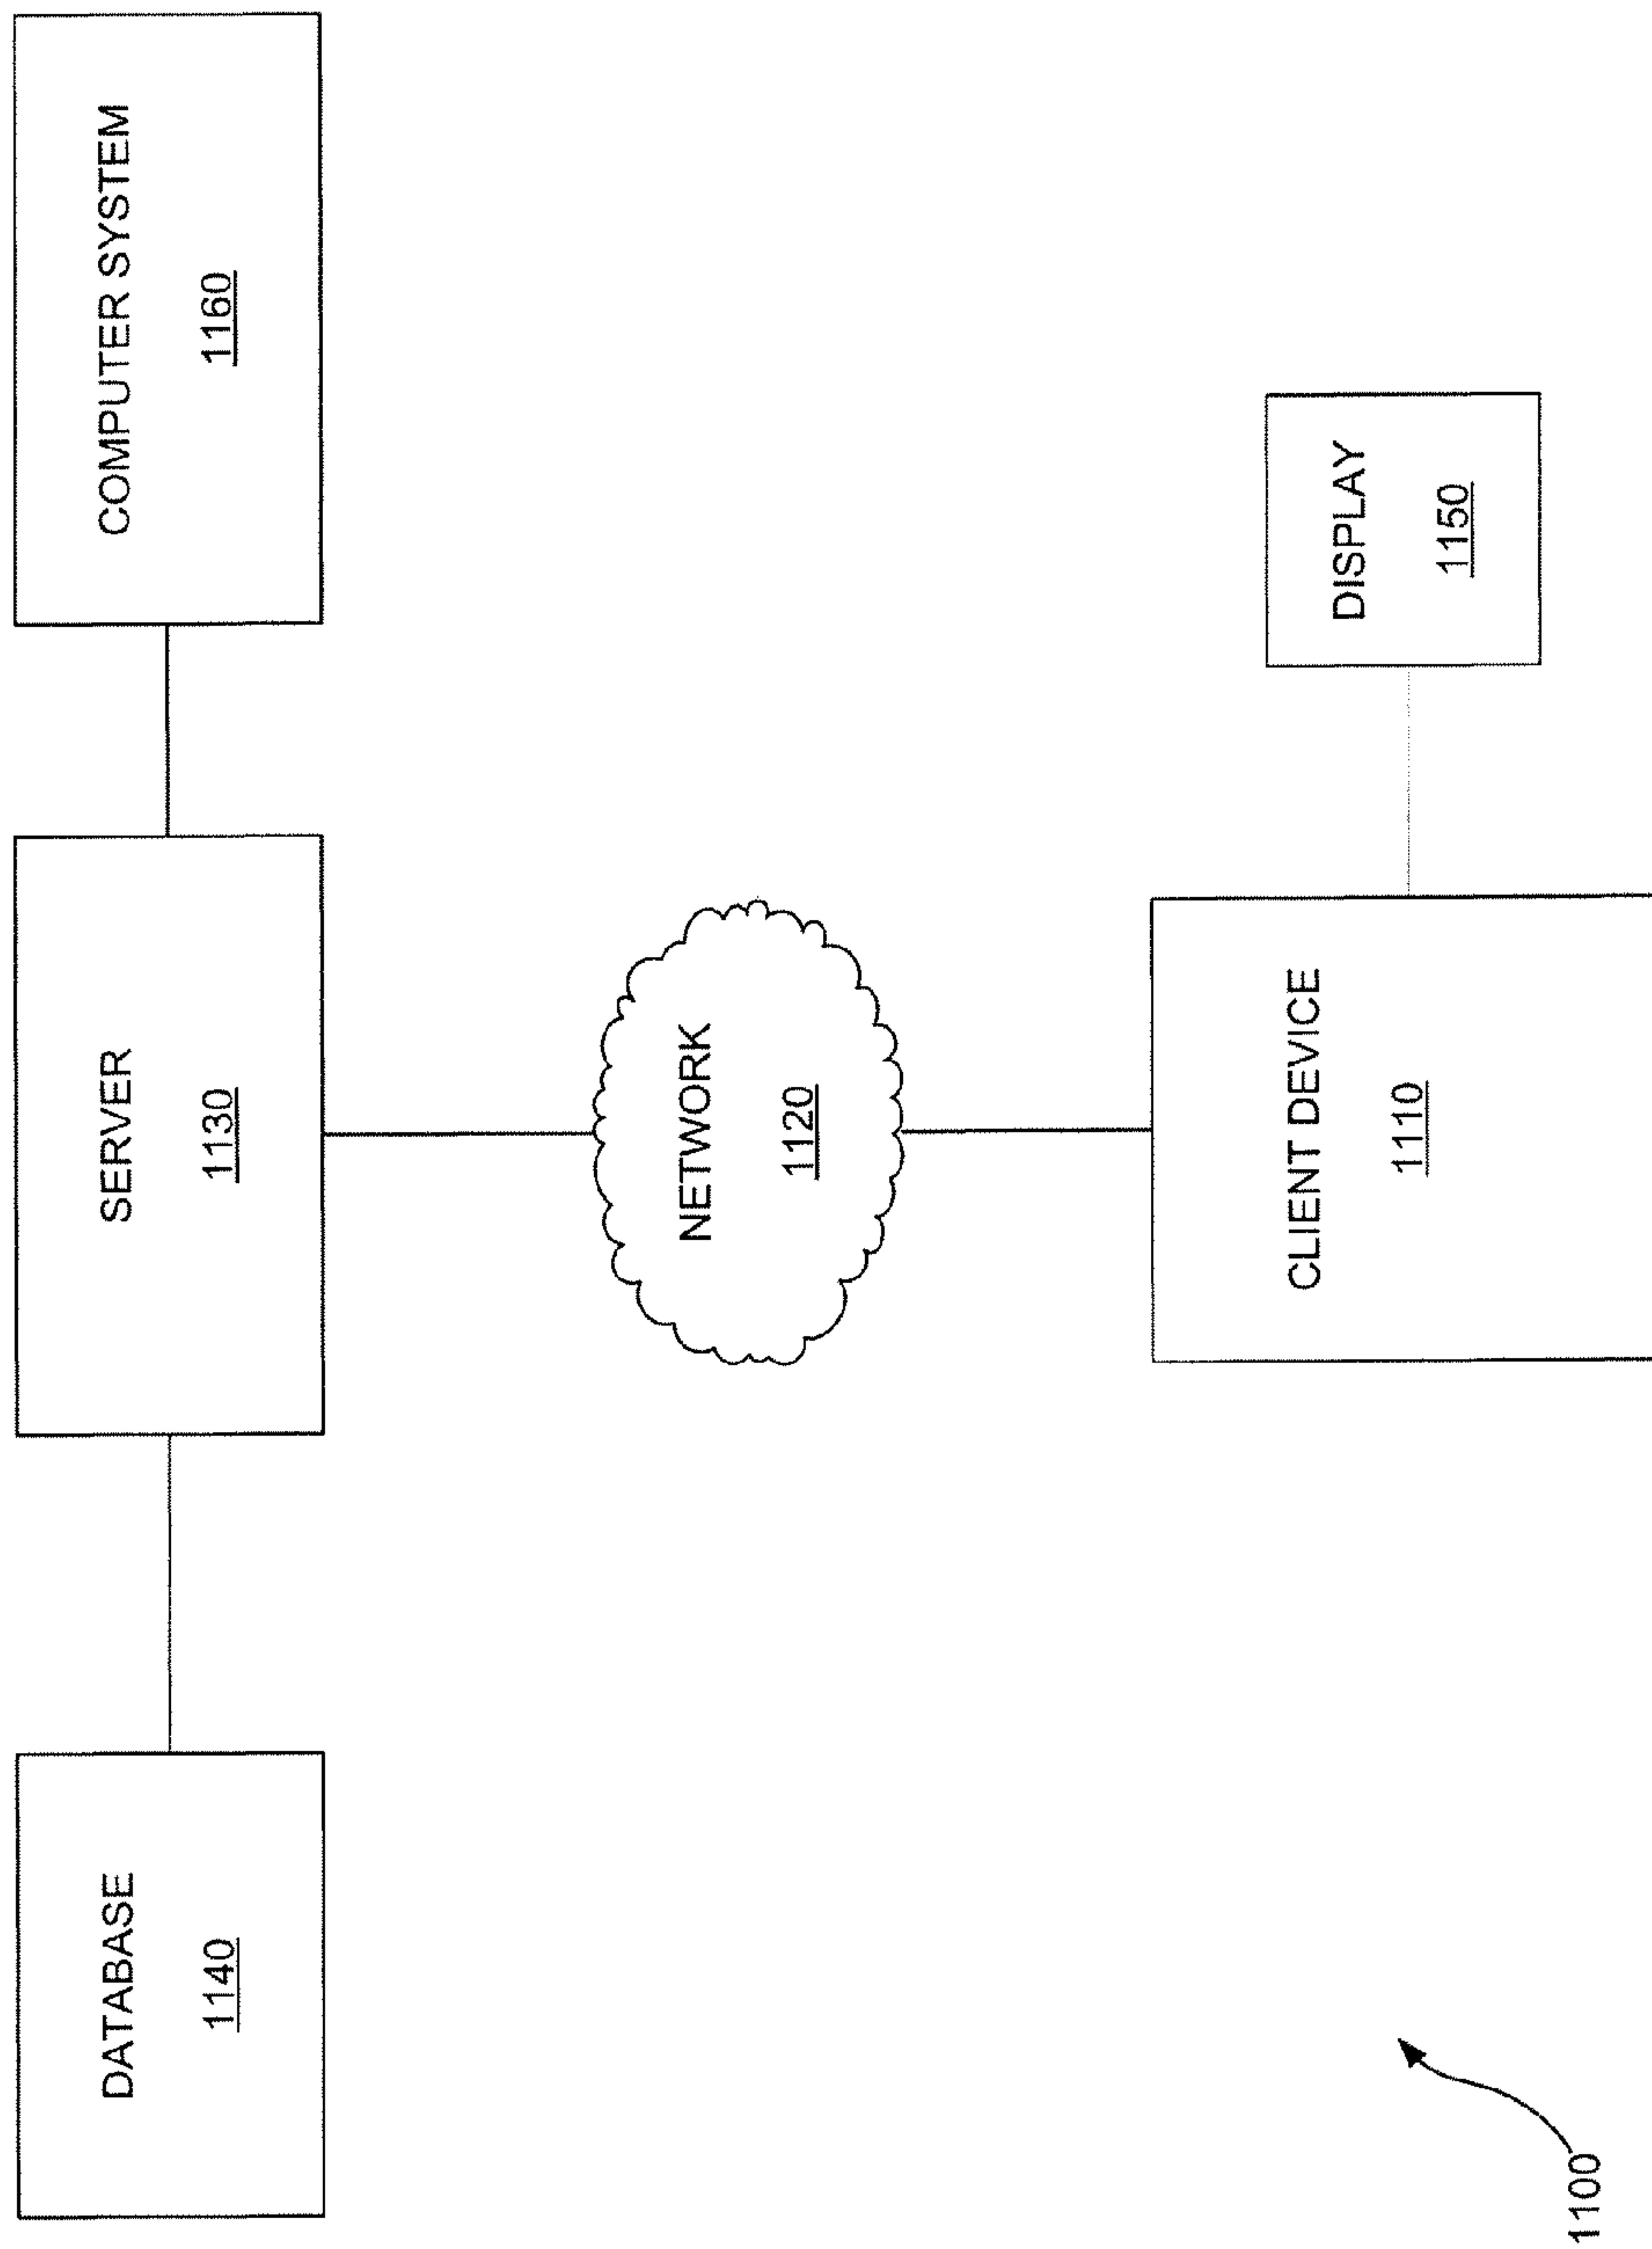 DATABASE
1140
SERVER
1130
COMPUTER SYSTEM
1160
NETWORK
1120
CLIENT DEVICE
1110
DISPLAY
1150
1100